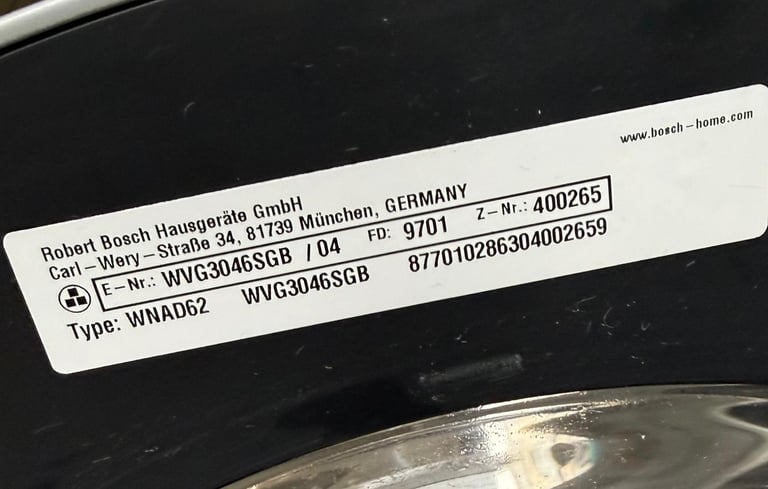 www.bosch-home.com
Robert Bosch Hausgeräte GmbH
Carl-Wery-Straße 34, 81739 München, GERMANY
E-Nr.: WVG3046SGB / 04 FD: 9701 Z-Nr.: 400265
Type: WNAD62 WVG3046SGB 877010286304002659